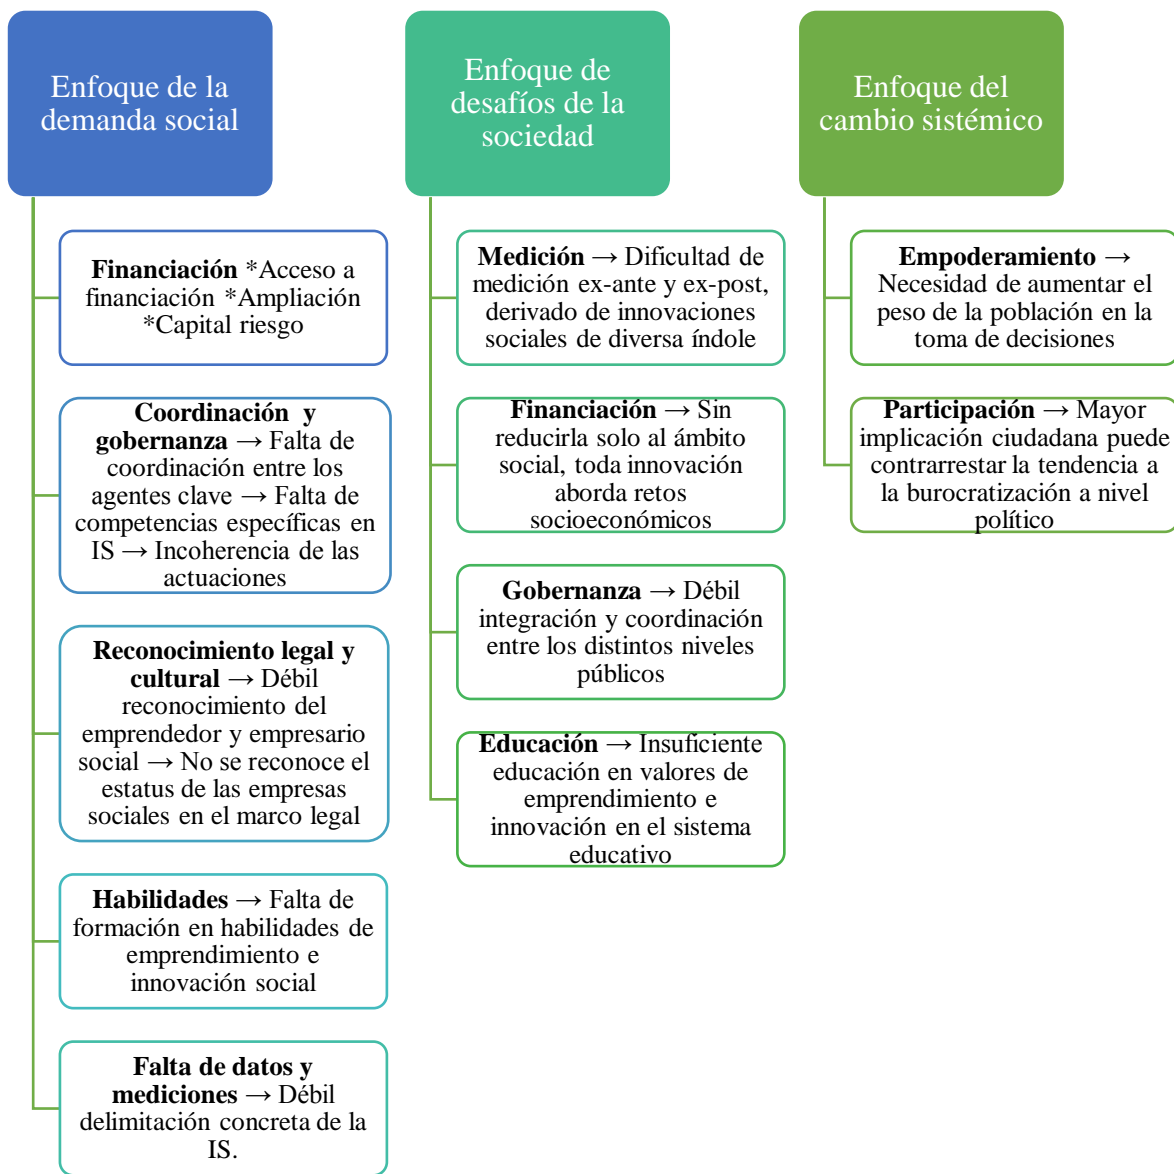 Enfoque de la
demanda social
Financiación *Acceso a
financiación *Ampliación
*Capital riesgo
Coordinación y
gobernanza → Falta de
coordinación entre los
agentes clave → Falta de
competencias específicas en
IS → Incoherencia de las
actuaciones
Reconocimiento legal y
cultural → Débil
reconocimiento del
emprendedor y empresario
social → No se reconoce el
estatus de las empresas
sociales en el marco legal
Habilidades → Falta de
formación en habilidades de
emprendimiento e
innovación social
Falta de datos y
mediciones → Débil
delimitación concreta de la
IS.
Enfoque de
desafíos de la
sociedad
Medición → Dificultad de
medición ex-ante y ex-post,
derivado de innovaciones
sociales de diversa índole
Financiación → Sin
reducirla solo al ámbito
social, toda innovación
aborda retos
socioeconómicos
Gobernanza → Débil
integración y coordinación
entre los distintos niveles
públicos
Educación → Insuficiente
educación en valores de
emprendimiento e
innovación en el sistema
educativo
Enfoque del
cambio sistémico
Empoderamiento →
Necesidad de aumentar el
peso de la población en la
toma de decisiones
Participación → Mayor
implicación ciudadana puede
contrarrestar la tendencia a
la burocratización a nivel
político